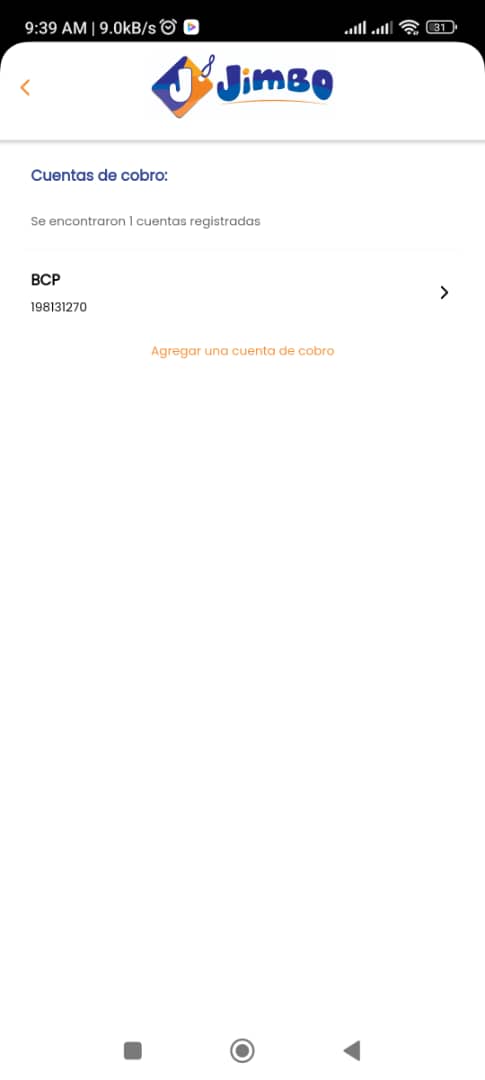 9:39 AM | 9.0kB/s
31
J Jimbo
Cuentas de cobro:
Se encontraron 1 cuentas registradas
BCP
198131270
Agregar una cuenta de cobro